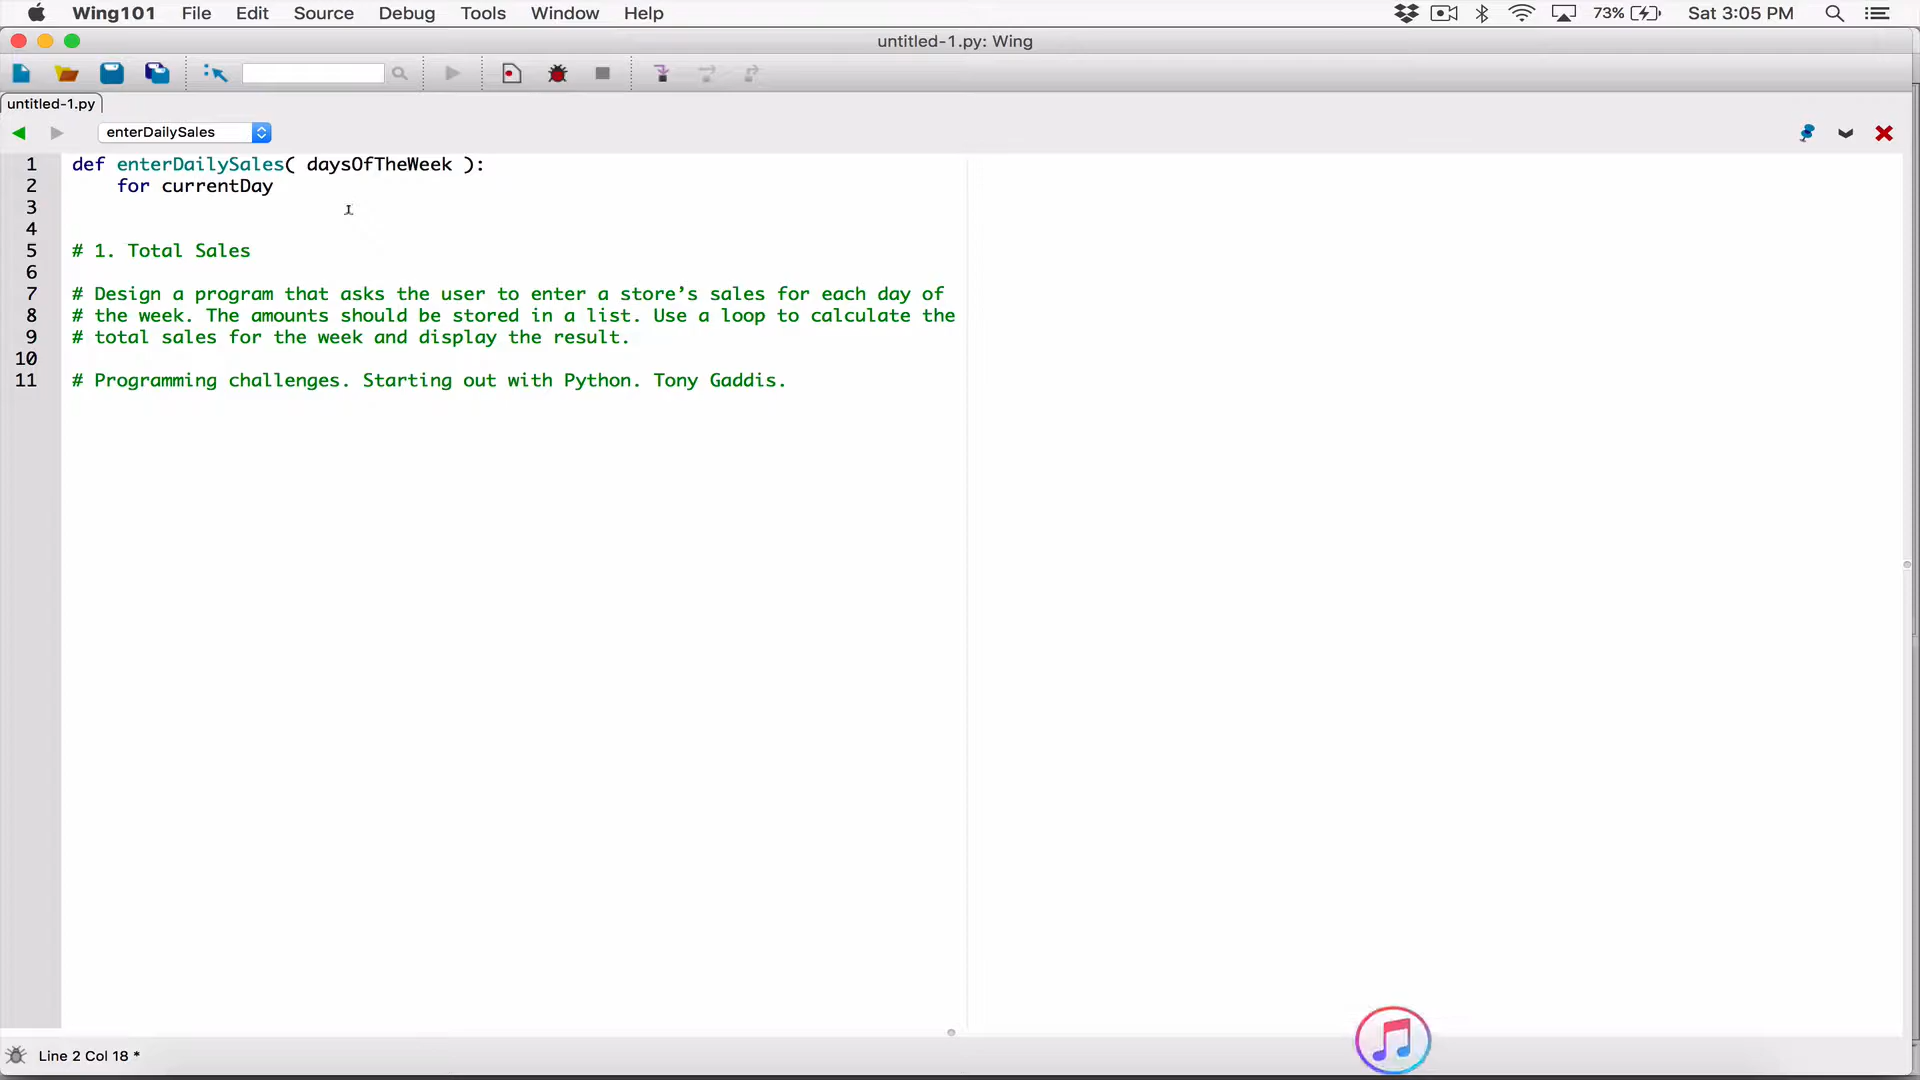 Wing101 File Edit Source Debug Tools Window Help 73% Sat 3:05 PM
untitled-1.py: Wing
untitled-1.py
enterDailySales
1 def enterDailySales( daysOfTheWeek ):
2 for currentDay
3
4
5 # 1. Total Sales
6
7 # Design a program that asks the user to enter a store’s sales for each day of
8 # the week. The amounts should be stored in a list. Use a loop to calculate the
9 # total sales for the week and display the result.
10
11 # Programming challenges. Starting out with Python. Tony Gaddis.
Line 2 Col 18 *